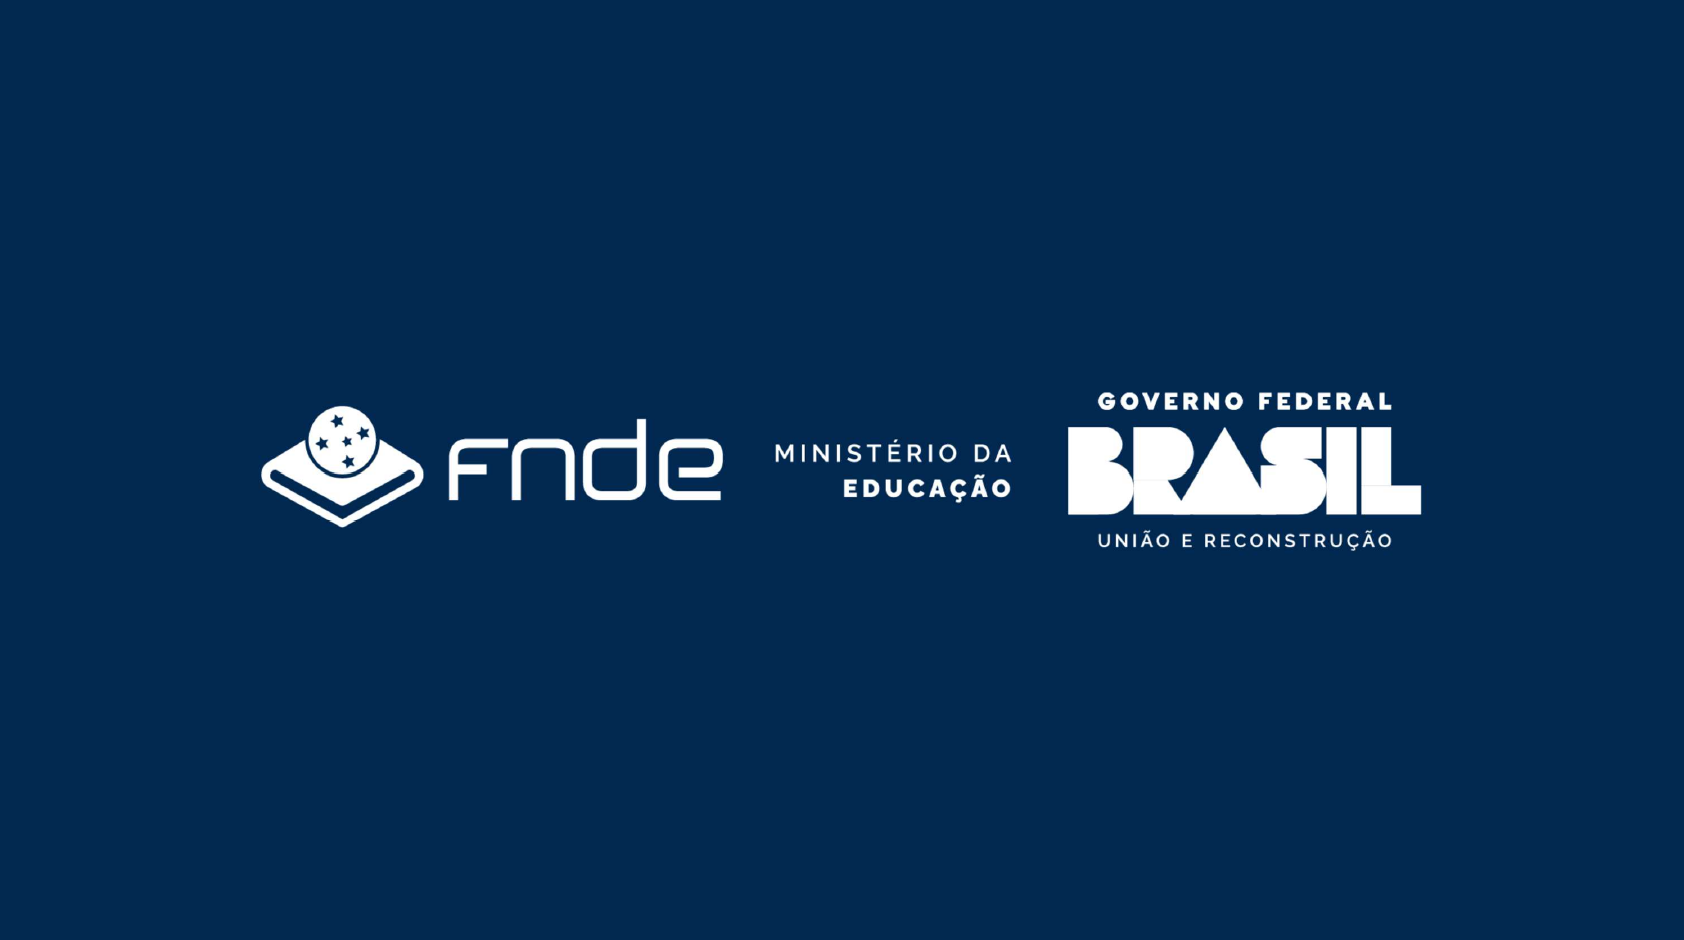 fnde
MINISTÉRIO DA
EDUCAÇÃO
GOVERNO FEDERAL
BRASIL
UNIÃO E RECONSTRUÇÃO